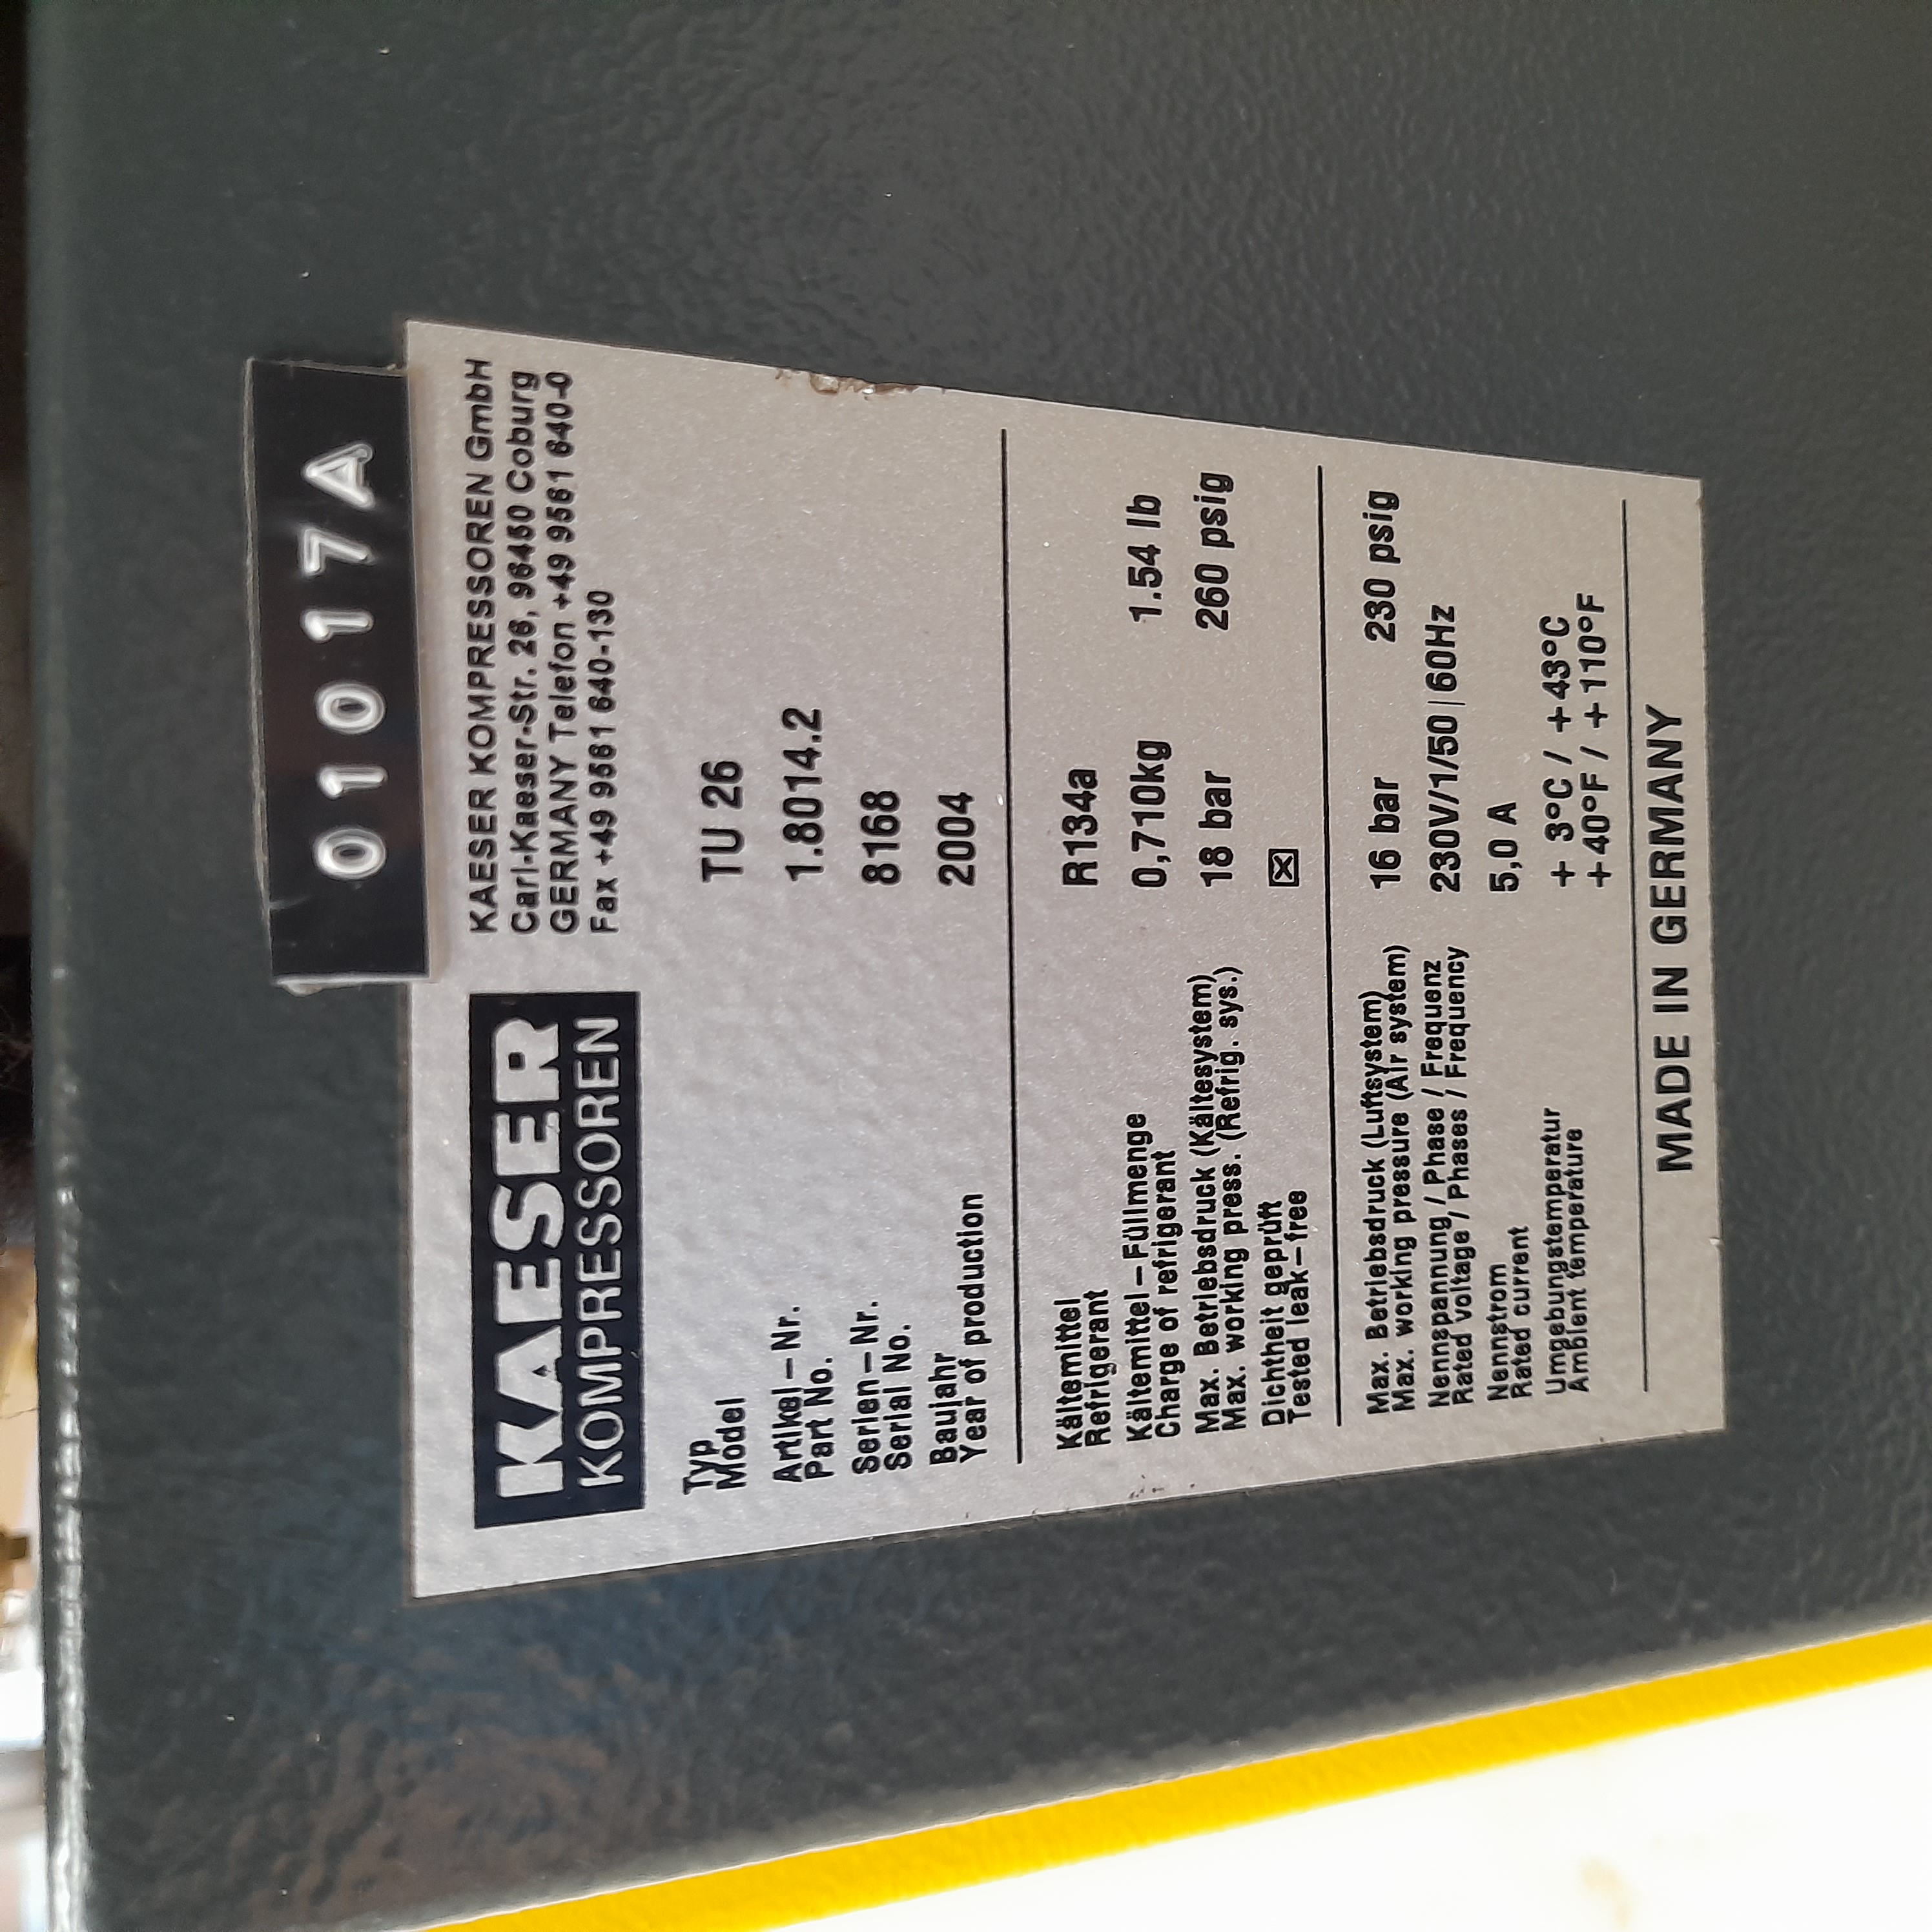 0 1 0 1 7 A
KAESER
KOMPRESSOREN
KAESER KOMPRESSOREN GmbH
Carl-Kaeser-Str. 26, 96450 Coburg
GERMANY Telefon +49 9561 640-0
Fax +49 9561 640-130
Typ
Model
TU 26
Artikel-Nr.
Part No.
1.8014.2
Serien-Nr.
Serial No.
8168
Baujahr
Year of production
2004
Kältemittel
Refrigerant
R134a
Kältemittel-Füllmenge
Charge of refrigerant
0,710kg 1.54 lb
Max. Betriebsdruck (Kältesystem)
Max. working press. (Refrig. sys.)
18 bar 260 psig
Dichtheit geprüft
Tested leak-free
☒
Max. Betriebsdruck (Luftsystem)
Max. working pressure (Air system)
16 bar 230 psig
Nennspannung / Phase / Frequenz
Rated voltage / Phases / Frequency
230V/1/50|60Hz
Nennstrom
Rated current
5,0 A
Umgebungstemperatur
Ambient temperature
+ 3°C / +43°C
+40°F / +110°F
MADE IN GERMANY